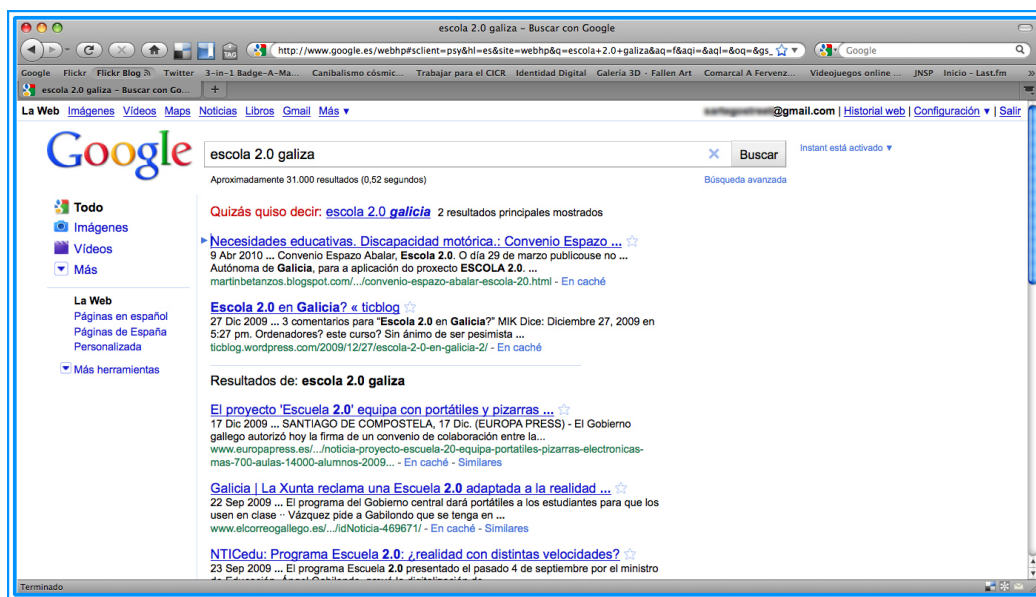 escola 2.0 galiza – Buscar con Google
http://www.google.es/webhp#sclient=psy&hl=es&site=webhp&q=escola+2.0+galiza&aq=f&aqi=&aql=&oq=&gs_
Google
Google Flickr Flickr Blog Twitter 3-in-1 Badge-A-Ma... Canibalismo cósmic... Trabajar para el CICR Identidad Digital Galería 3D - Fallen Art Comarcal A Fervenz... Videojuegos online ... JNSP Inicio – Last.fm »
escola 2.0 galiza – Buscar con Go... +
La Web Imágenes Vídeos Maps Noticias Libros Gmail Más ▼ @gmail.com | Historial web | Configuración ▼ | Salir
Google
escola 2.0 galiza
Buscar
Instant está activado ▼
Aproximadamente 31.000 resultados (0,52 segundos)
Búsqueda avanzada
Todo
Imágenes
Vídeos
Más
La Web
Páginas en español
Páginas de España
Personalizada
Más herramientas
Quizás quiso decir: escola 2.0 galicia 2 resultados principales mostrados
Necesidades educativas. Discapacidad motórica.: Convenio Espazo ...
9 Abr 2010 ... Convenio Espazo Abalar, Escola 2.0. O día 29 de marzo publicouse no ...
Autónoma de Galicia, para a aplicación do proxecto ESCOLA 2.0. ...
martinbetanzos.blogspot.com/.../convenio-espazo-abalar-escola-20.html - En caché
Escola 2.0 en Galicia? « ticblog
27 Dic 2009 ... 3 comentarios para “Escola 2.0 en Galicia?” MIK Dice: Diciembre 27, 2009 en
5:27 pm. Ordenadores? este curso? Sin ánimo de ser pesimista ...
ticblog.wordpress.com/2009/12/27/escola-2-0-en-galicia-2/ - En caché
Resultados de: escola 2.0 galiza
El proyecto 'Escuela 2.0' equipa con portátiles y pizarras ...
17 Dic 2009 ... SANTIAGO DE COMPOSTELA, 17 Dic. (EUROPA PRESS) - El Gobierno
gallego autorizó hoy la firma de un convenio de colaboración entre la...
www.europapress.es/.../noticia-proyecto-escuela-20-equipa-portatiles-pizarras-electronicas-
mas-700-aulas-14000-alumnos-2009... - En caché - Similares
Galicia | La Xunta reclama una Escuela 2.0 adaptada a la realidad ...
22 Sep 2009 ... El programa del Gobierno central dará portátiles a los estudiantes para que los
usen en clase ·· Vázquez pide a Gabilondo que se tenga en ...
www.elcorreogallego.es/.../idNoticia-469671/ - En caché - Similares
NTICedu: Programa Escuela 2.0: ¿realidad con distintas velocidades?
23 Sep 2009 ... El programa Escuela 2.0 presentado el pasado 4 de septiembre por el ministro
de Educación, Ángel Gabilondo, prevé la digitalización de
Terminado